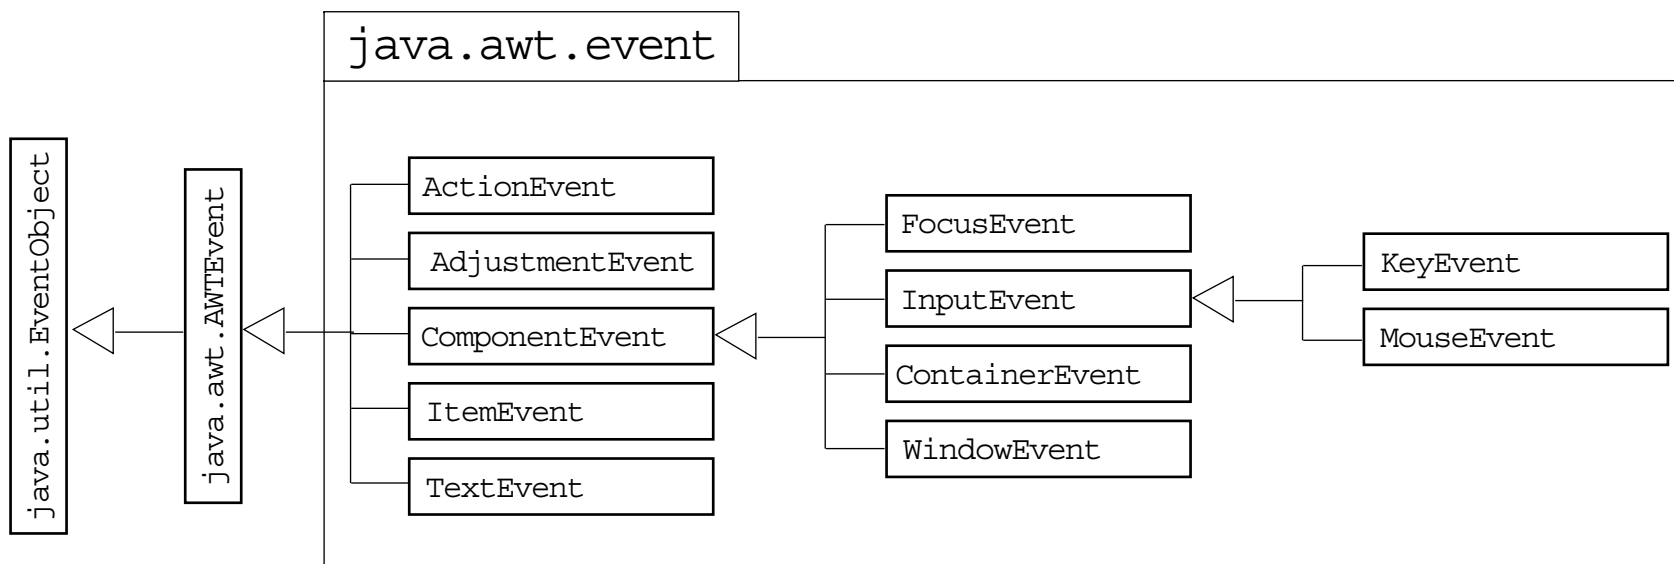 java.awt.event
java.util.EventObject
java.awt.AWTEvent
ActionEvent
AdjustmentEvent
ComponentEvent
ItemEvent
TextEvent
FocusEvent
InputEvent
ContainerEvent
WindowEvent
KeyEvent
MouseEvent